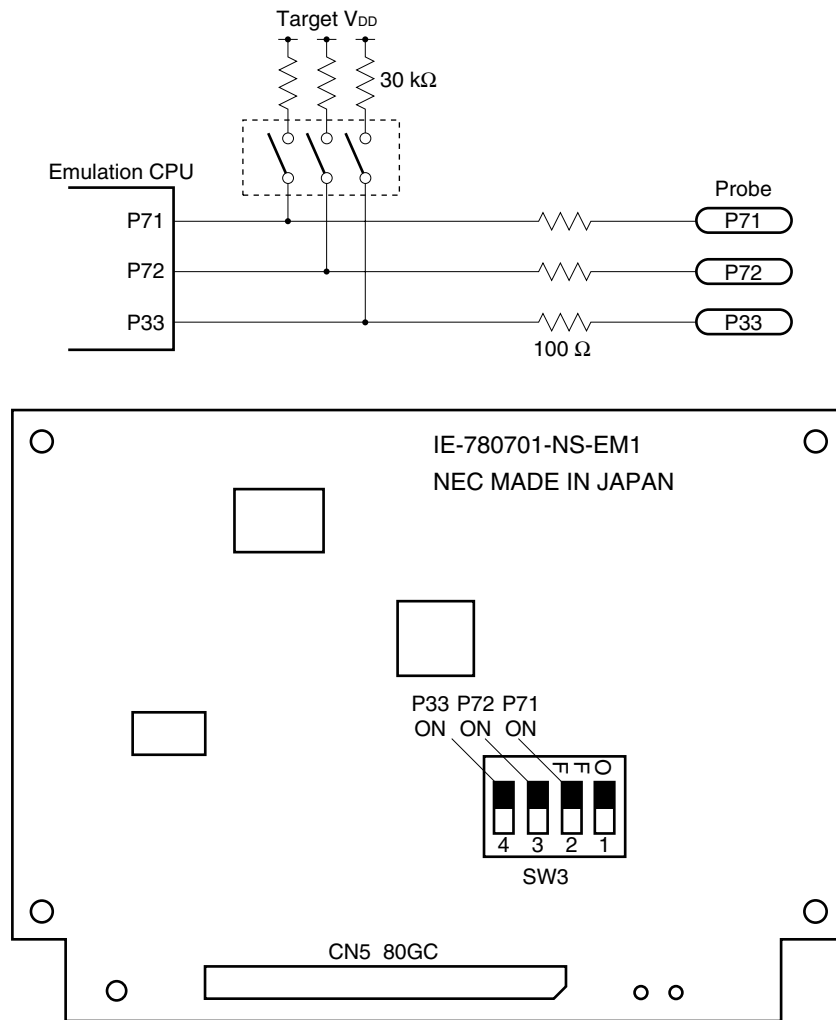 Target VDD
30 kΩ
Emulation CPU
Probe
P71
P71
P72
P72
P33
P33
100 Ω
IE-780701-NS-EM1
NEC MADE IN JAPAN
P33 P72 P71
ON ON ON
OFF
4 3 2 1
SW3
CN5 80GC